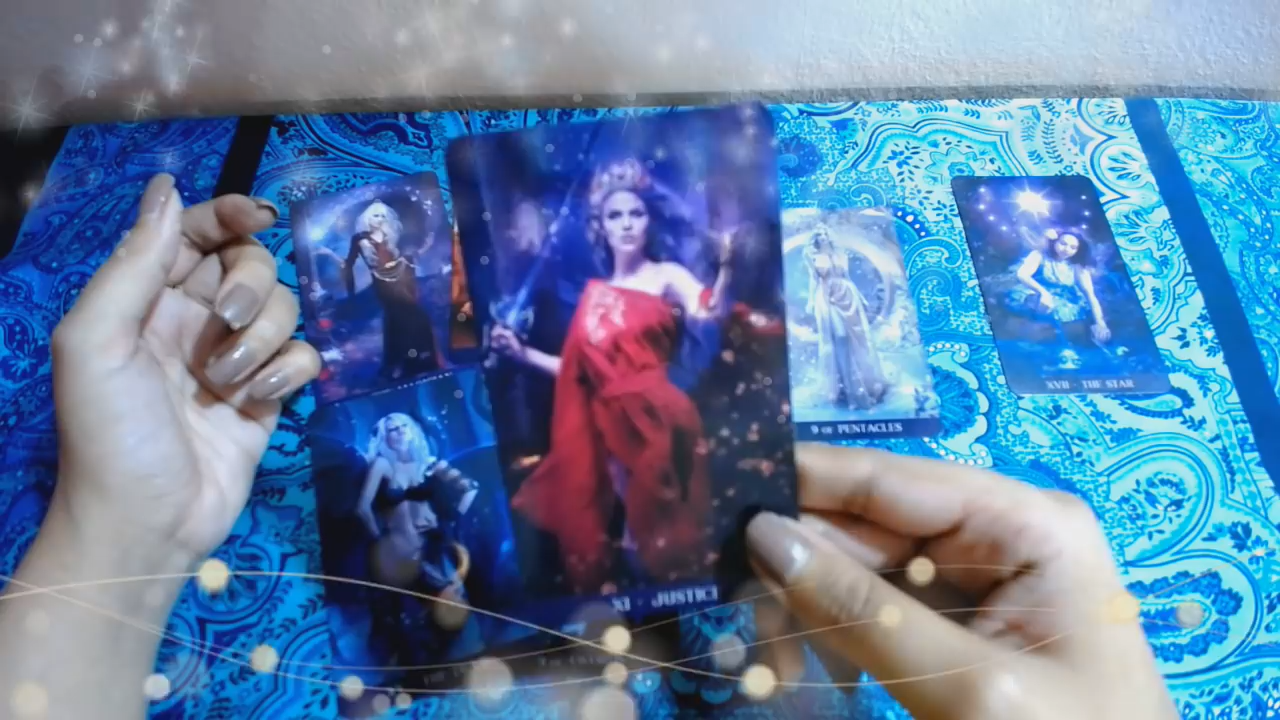 XVII · THE STAR
9 OF PENTACLES
XI · JUSTICE